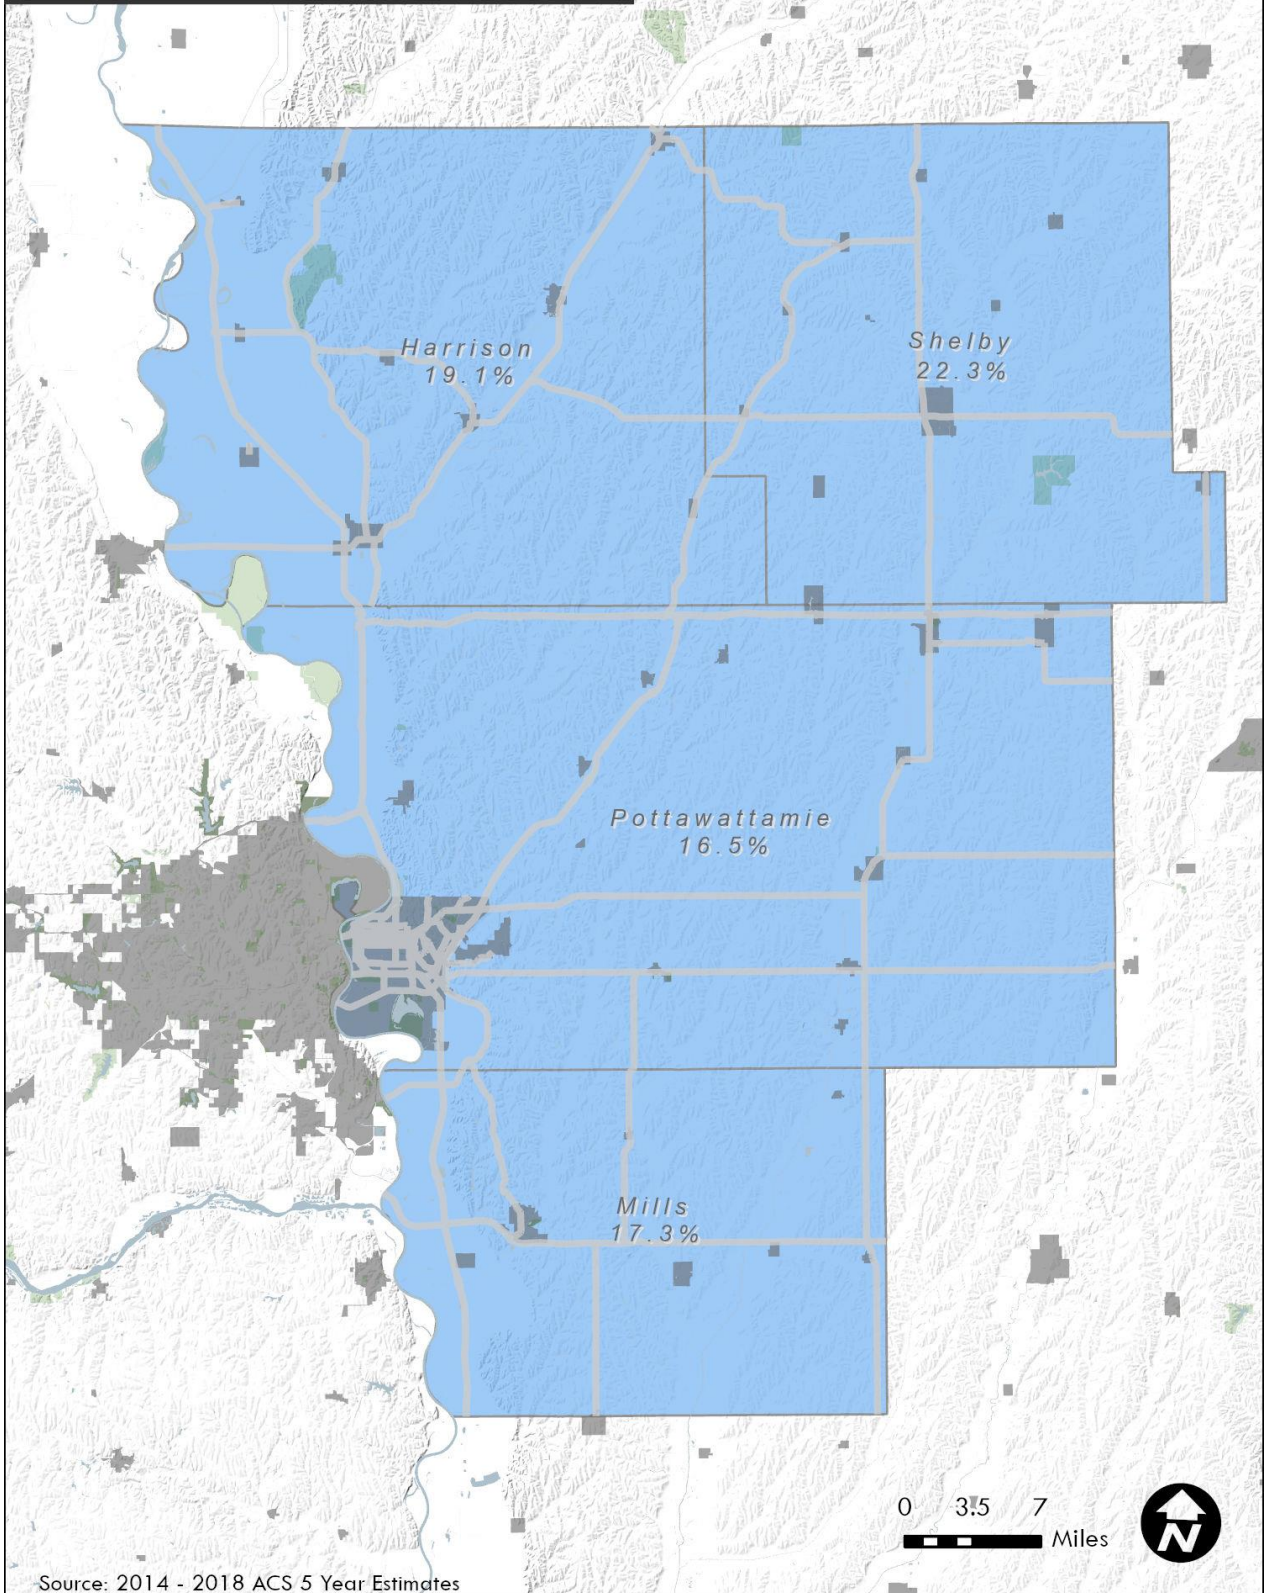 Harrison
19.1%
Shelby
22.3%
Pottawattamie
16.5%
Mills
17.3%
0 3.5 7
Miles
N
Source: 2014 - 2018 ACS 5 Year Estimates